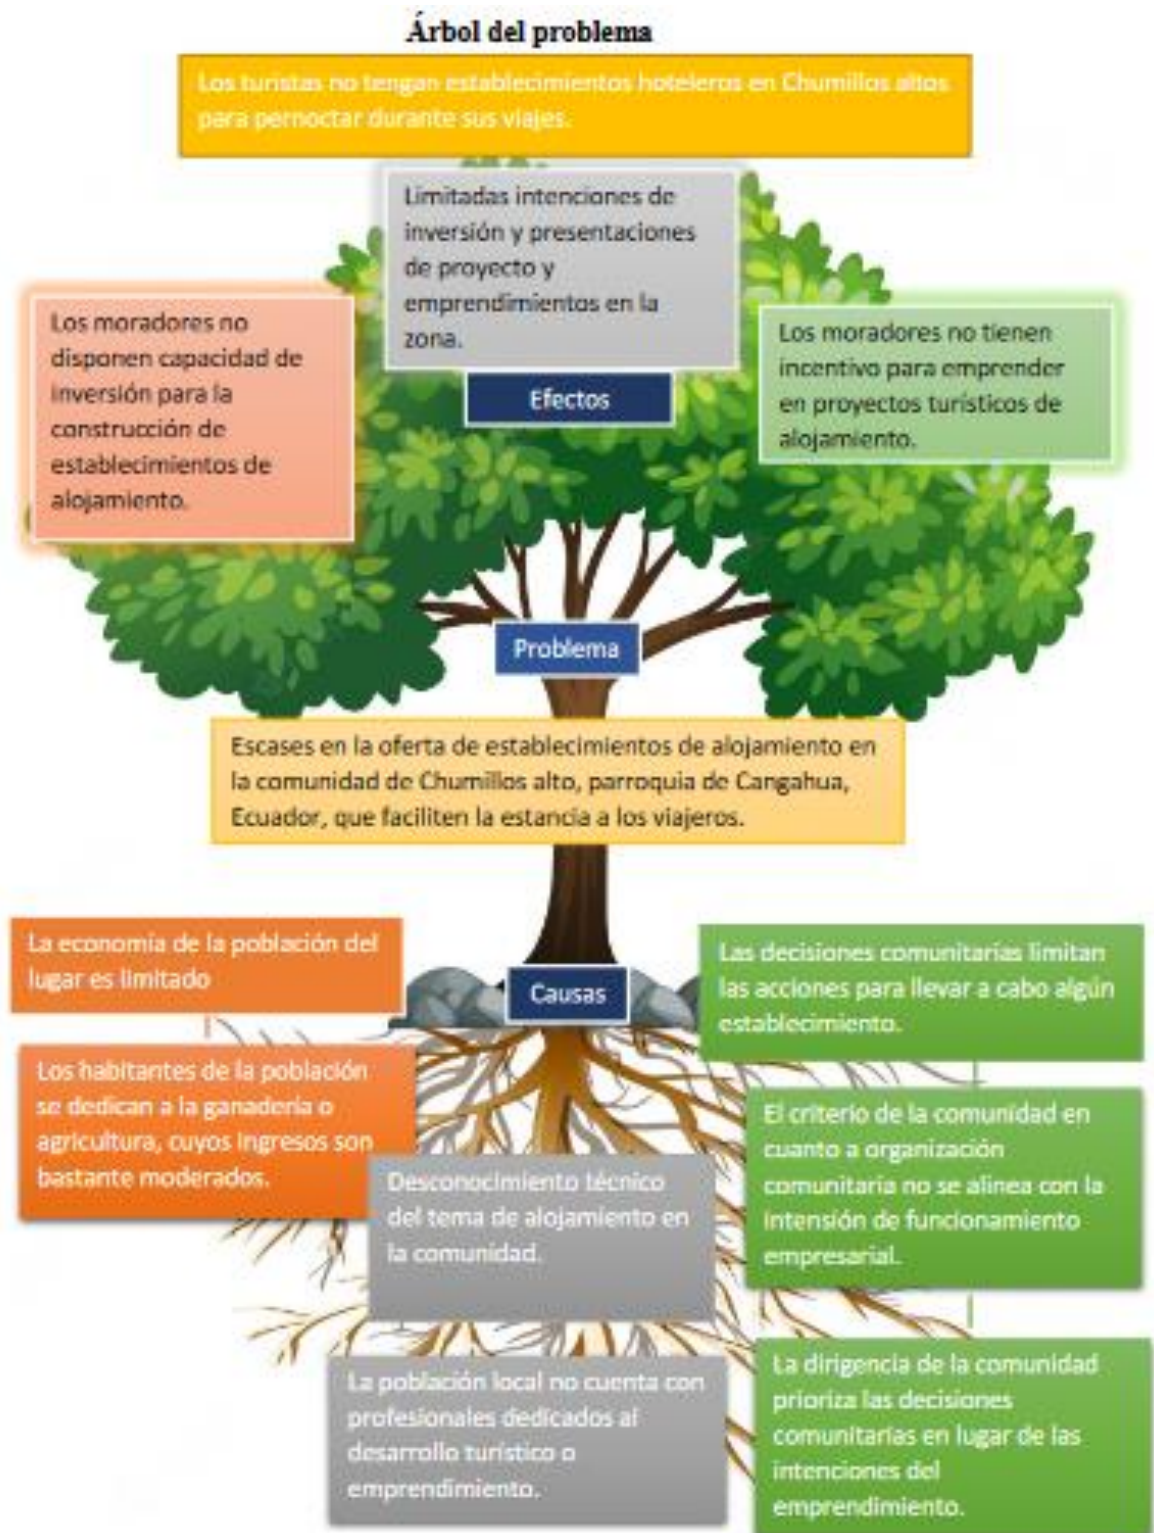 Árbol del problema
Los turistas no tengan establecimientos hoteleros en Chumillos altos
para pernoctar durante sus viajes.
Limitadas intenciones de
inversión y presentaciones
de proyecto y
emprendimientos en la
zona.
Los moradores no
disponen capacidad de
inversión para la
construcción de
establecimientos de
alojamiento.
Los moradores no tienen
incentivo para emprender
en proyectos turísticos de
alojamiento.
Efectos
Problema
Escases en la oferta de establecimientos de alojamiento en
la comunidad de Chumillos alto, parroquia de Cangahua,
Ecuador, que faciliten la estancia a los viajeros.
La economía de la población del
lugar es limitado
Causas
Las decisiones comunitarias limitan
las acciones para llevar a cabo algún
establecimiento.
Los habitantes de la población
se dedican a la ganadería o
agricultura, cuyos ingresos son
bastante moderados.
El criterio de la comunidad en
cuanto a organización
comunitaria no se alinea con la
intensión de funcionamiento
empresarial.
Desconocimiento técnico
del tema de alojamiento en
la comunidad.
La población local no cuenta con
profesionales dedicados al
desarrollo turístico o
emprendimiento.
La dirigencia de la comunidad
prioriza las decisiones
comunitarias en lugar de las
intenciones del
emprendimiento.